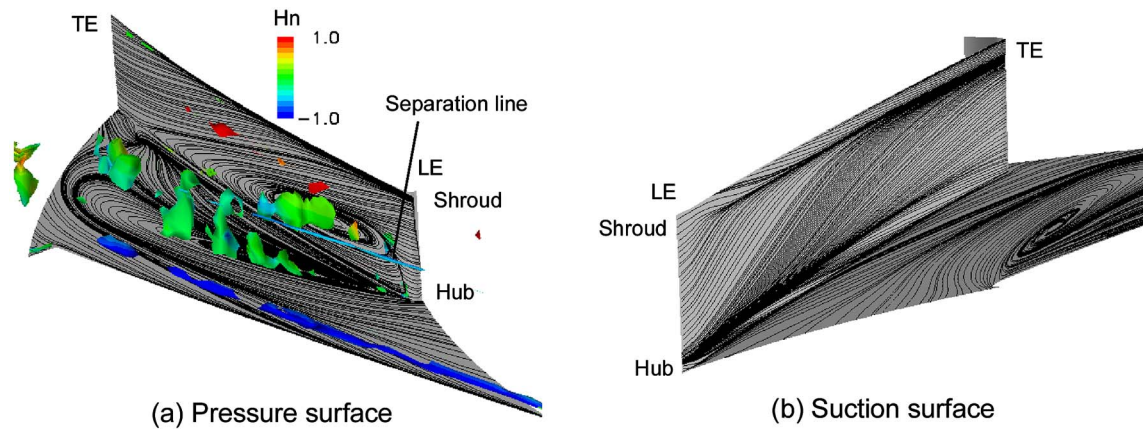 TE
Hn
1.0
-1.0
Separation line
LE
Shroud
Hub
(a) Pressure surface
TE
LE
Shroud
Hub
(b) Suction surface